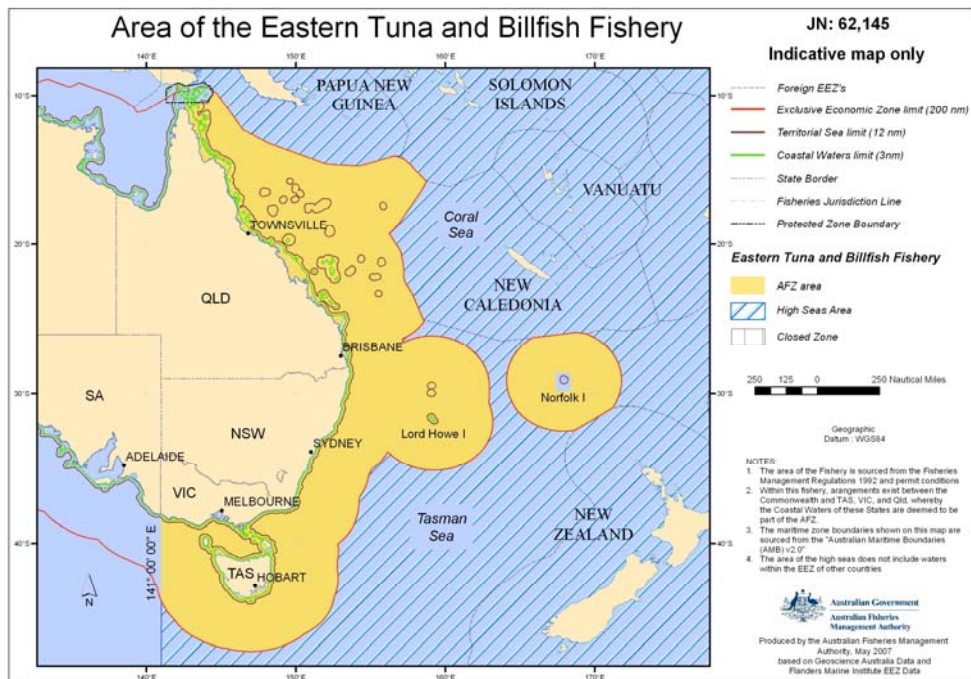 Area of the Eastern Tuna and Billfish Fishery
JN: 62,145
Indicative map only
140°E
150°E
160°E
170°E
10°S
20°S
30°S
40°S
PAPUA NEW
GUINEA
SOLOMON
ISLANDS
VANUATU
Coral
Sea
NEW
CALEDONIA
TOWNSVILLE
QLD
BRISBANE
SA
NSW
Lord Howe I
Norfolk I
SYDNEY
ADELAIDE
VIC
MELBOURNE
Tasman
Sea
NEW
ZEALAND
TAS
HOBART
141° 00' 00" E
N
Foreign EEZ's
Exclusive Economic Zone limit (200 nm)
Territorial Sea limit (12 nm)
Coastal Waters limit (3nm)
State Border
Fisheries Jurisdiction Line
Protected Zone Boundary
Eastern Tuna and Billfish Fishery
AFZ area
High Seas Area
Closed Zone
250 125 0 250 Nautical Miles
Geographic
Datum : WGS84
NOTES:
1. The area of the Fishery is sourced from the Fisheries
Management Regulations 1992 and permit conditions
2. Within this fishery, arangements exist between the
Commonwealth and TAS, VIC, and Qld, whereby
the Coastal Waters of these States are deemed to be
part of the AFZ.
3. The maritime zone boundaries shown on this map are
sourced from the "Australian Maritime Boundaries
(AMB) v2.0"
4. The area of the high seas does not include waters
within the EEZ of other countries
Australian Government
Australian Fisheries
Management Authority
Produced by the Australian Fisheries Management
Authority, May 2007
based on Geoscience Australia Data and
Flanders Marine Institute EEZ Data